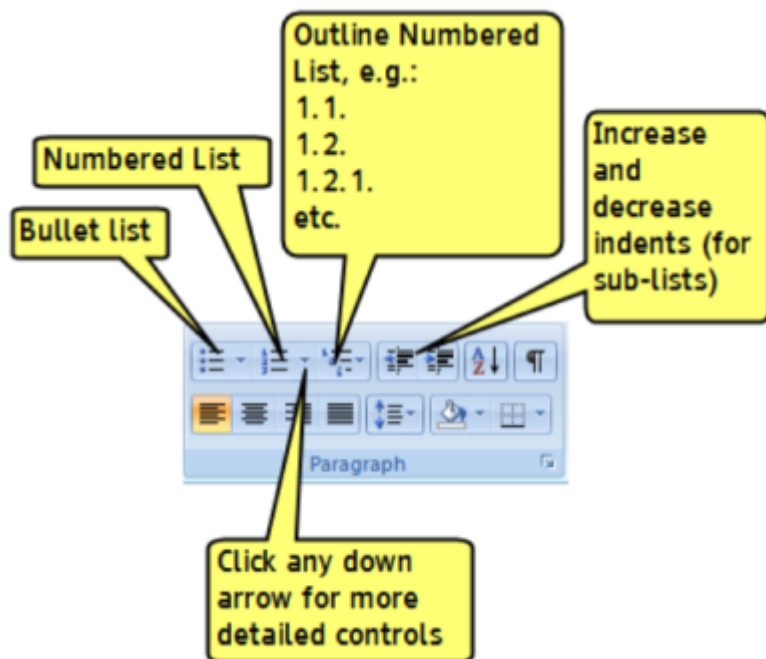 Outline Numbered
List, e.g.:
1.1.
1.2.
1.2.1.
etc.
Numbered List
Bullet list
Increase
and
decrease
indents (for
sub-lists)
A
Z
¶
Paragraph
Click any down
arrow for more
detailed controls